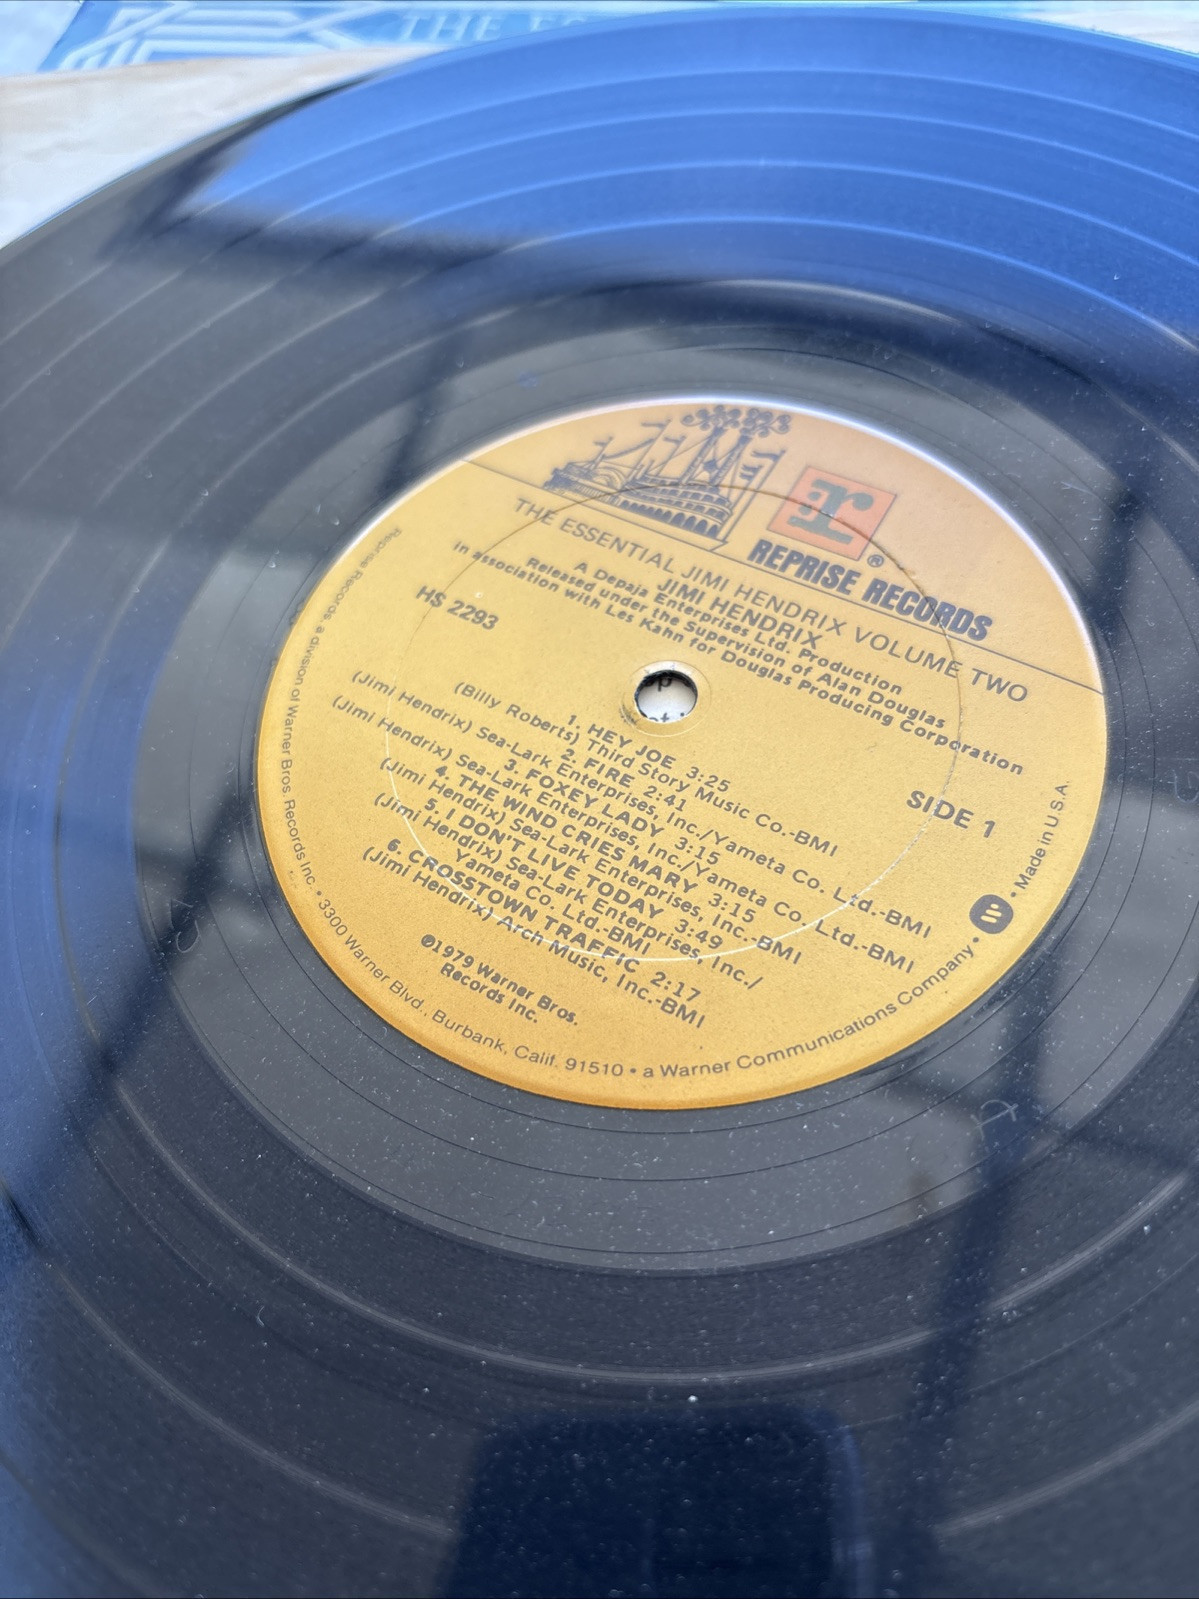 THE ES
r
®
REPRISE RECORDS
THE ESSENTIAL JIMI HENDRIX VOLUME TWO
JIMI HENDRIX
A Depaja Enterprises Ltd. Production
Released under the Supervision of Alan Douglas
In association with Les Kahn for Douglas Producing Corporation
HS 2293
SIDE 1
1. HEY JOE 3:25
(Billy Roberts) Third Story Music Co.-BMI
2. FIRE 2:41
(Jimi Hendrix) Sea-Lark Enterprises, Inc./Yameta Co. Ltd.-BMI
3. FOXEY LADY 3:15
(Jimi Hendrix) Sea-Lark Enterprises, Inc./Yameta Co. Ltd.-BMI
4. THE WIND CRIES MARY 3:15
(Jimi Hendrix) Sea-Lark Enterprises, Inc.-BMI
5. I DON'T LIVE TODAY 3:49
(Jimi Hendrix) Sea-Lark Enterprises, Inc./
Yameta Co. Ltd.-BMI
6. CROSSTOWN TRAFFIC 2:17
(Jimi Hendrix) Arch Music, Inc.-BMI
℗1979 Warner Bros.
Records Inc.
Reprise Records, a division of Warner Bros. Records Inc. • 3300 Warner Blvd., Burbank, Calif. 91510 • a Warner Communications Company • W • Made in U.S.A.